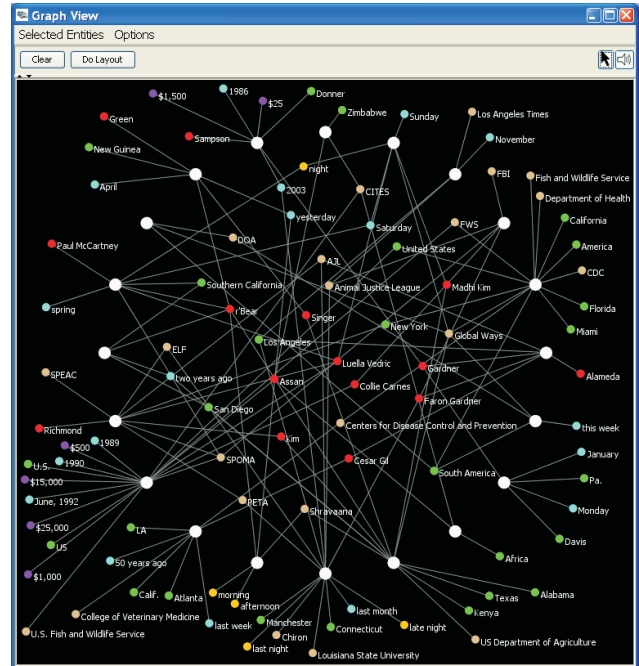 Graph View
Selected Entities Options
Clear Do Layout
1986
$1,500
$25
Donner
Green
Sampson
Zimbabwe
Sunday
Los Angeles Times
November
New Guinea
April
night
2003
CITES
FBI
Fish and Wildlife Service
Department of Health
yesterday
Saturday
FWS
California
Paul McCartney
DOA
United States
America
AJL
CDC
Southern California
Animal Justice League
Madhi Kim
spring
r'Bear
Singer
New York
Global Ways
Florida
Miami
Los Angeles
ELF
Luella Vedric
Gardner
SPEAC
two years ago
Assan
Collie Carnes
Alameda
San Diego
Faron Gardner
Richmond
Kim
Centers for Disease Control and Prevention
this week
1989
$500
1990
U.S.
SPOMA
Cesar Gil
South America
January
$15,000
Pa.
June, 1992
PETA
Shravaana
Monday
$25,000
LA
US
Davis
50 years ago
Africa
$1,000
Calif.
Atlanta
morning
afternoon
Texas
Alabama
College of Veterinary Medicine
last week
Manchester
last month
Kenya
U.S. Fish and Wildlife Service
Chiron
Connecticut
late night
last night
US Department of Agriculture
Louisiana State University